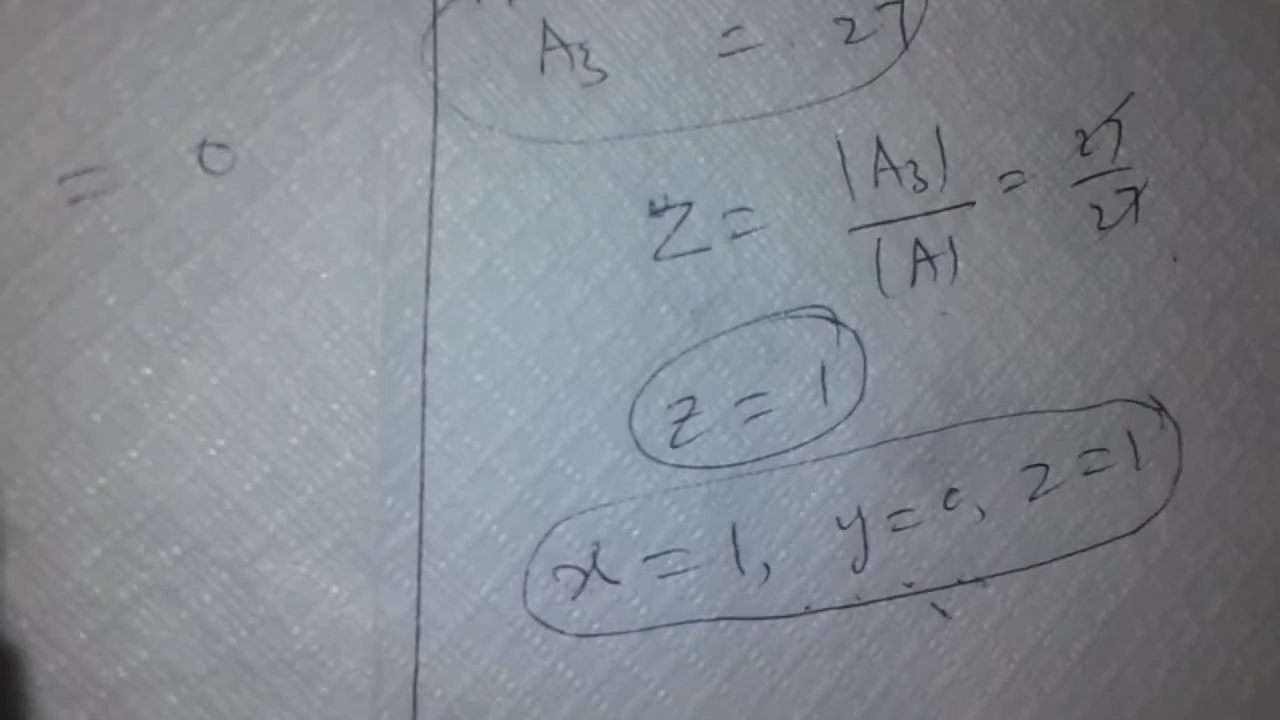 = 0
A₃ = 27
Z = |A₃| / |A| = 27 / 27
z = 1
x = 1, y = 0, z = 1